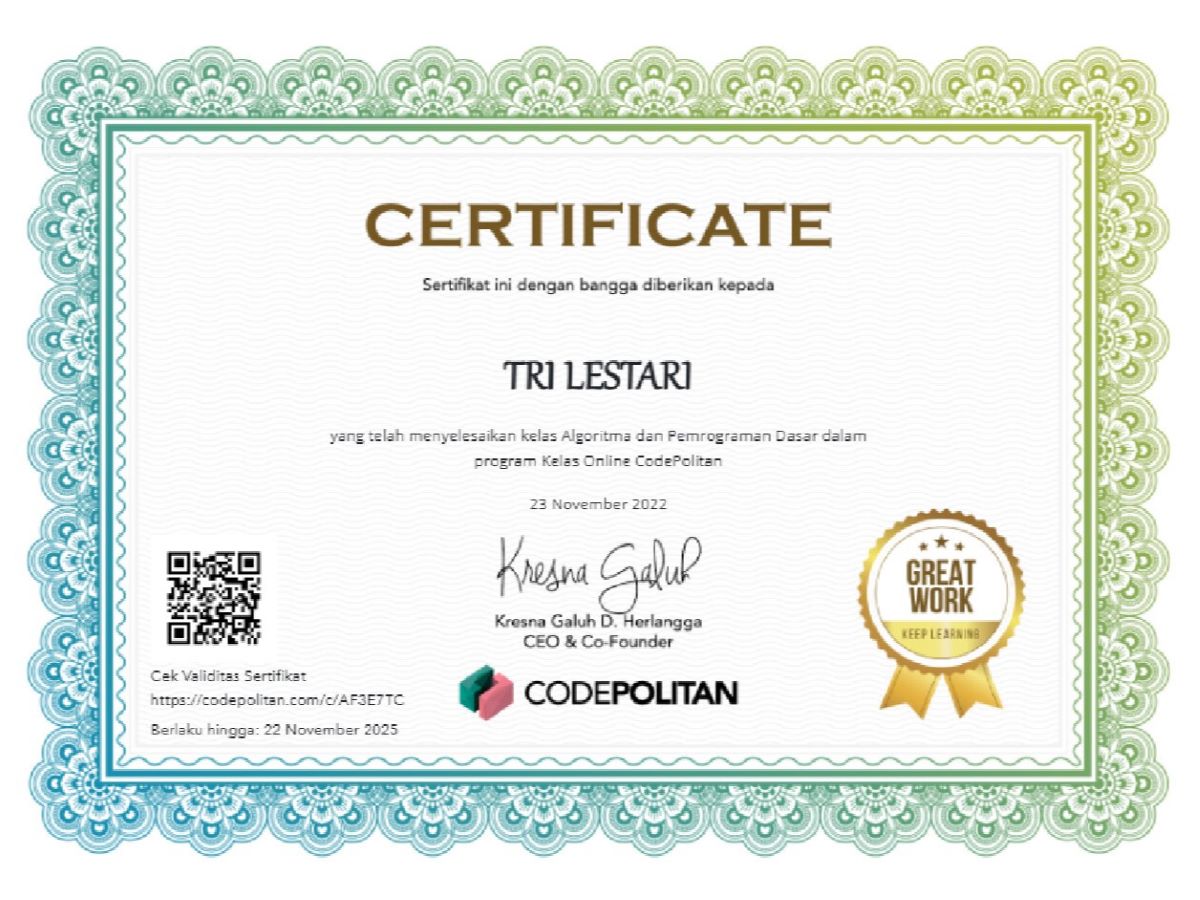 CERTIFICATE
Sertifikat ini dengan bangga diberikan kepada
TRI LESTARI
yang telah menyelesaikan kelas Algoritma dan Pemrograman Dasar dalam
program Kelas Online CodePolitan
23 November 2022
Kresna Galuh
Kresna Galuh D. Herlangga
CEO & Co-Founder
CODEPOLITAN
Cek Validitas Sertifikat
https://codepolitan.com/c/AF3E7TC
Berlaku hingga: 22 November 2025
GREAT
WORK
KEEP LEARNING